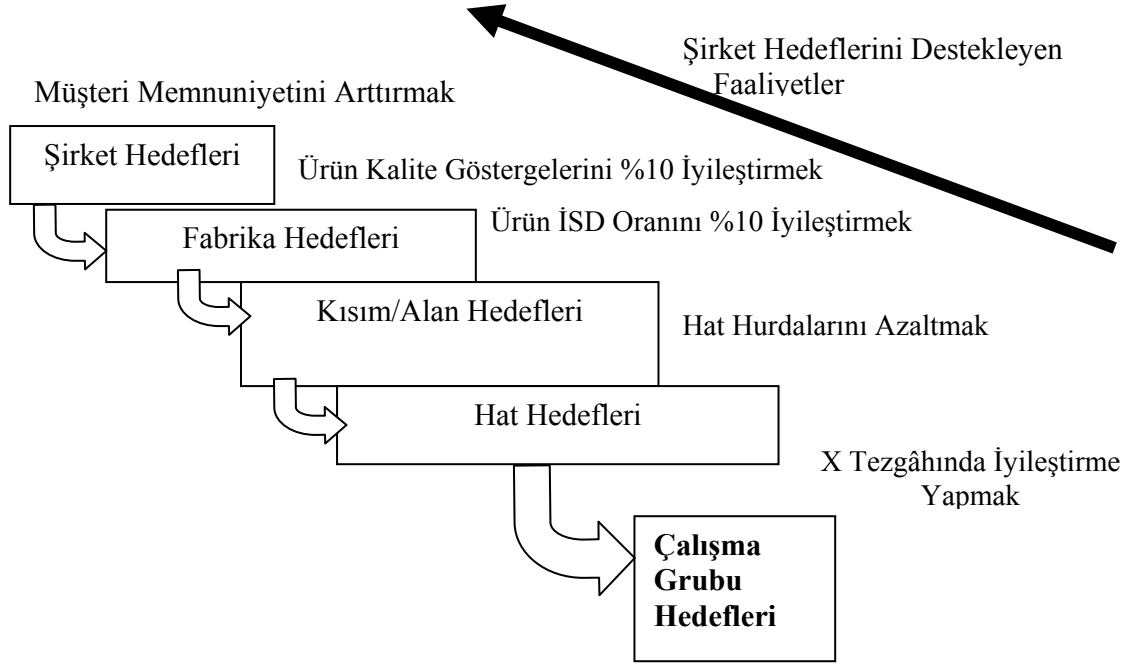 Şirket Hedeflerini Destekleyen
Faaliyetler
Müşteri Memnuniyetini Arttırmak
Şirket Hedefleri
Ürün Kalite Göstergelerini %10 İyileştirmek
Fabrika Hedefleri
Ürün İSD Oranını %10 İyileştirmek
Kısım/Alan Hedefleri
Hat Hurdalarını Azaltmak
Hat Hedefleri
X Tezgâhında İyileştirme
Yapmak
Çalışma
Grubu
Hedefleri